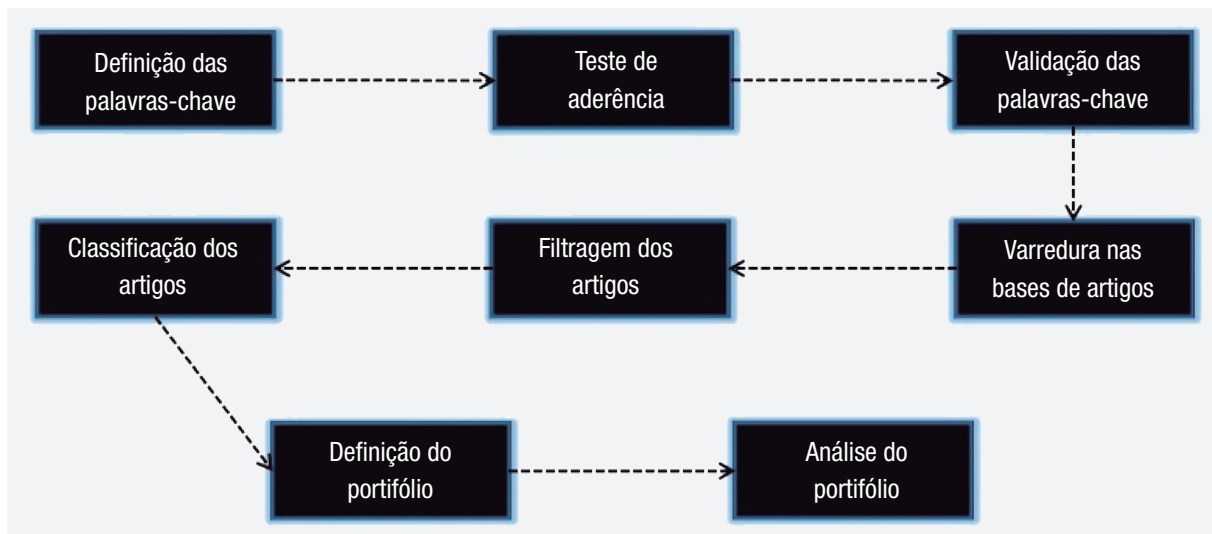 Definição das
palavras-chave
Teste de
aderência
Validação das
palavras-chave
Varredura nas
bases de artigos
Filtragem dos
artigos
Classificação dos
artigos
Definição do
portifólio
Análise do
portifólio